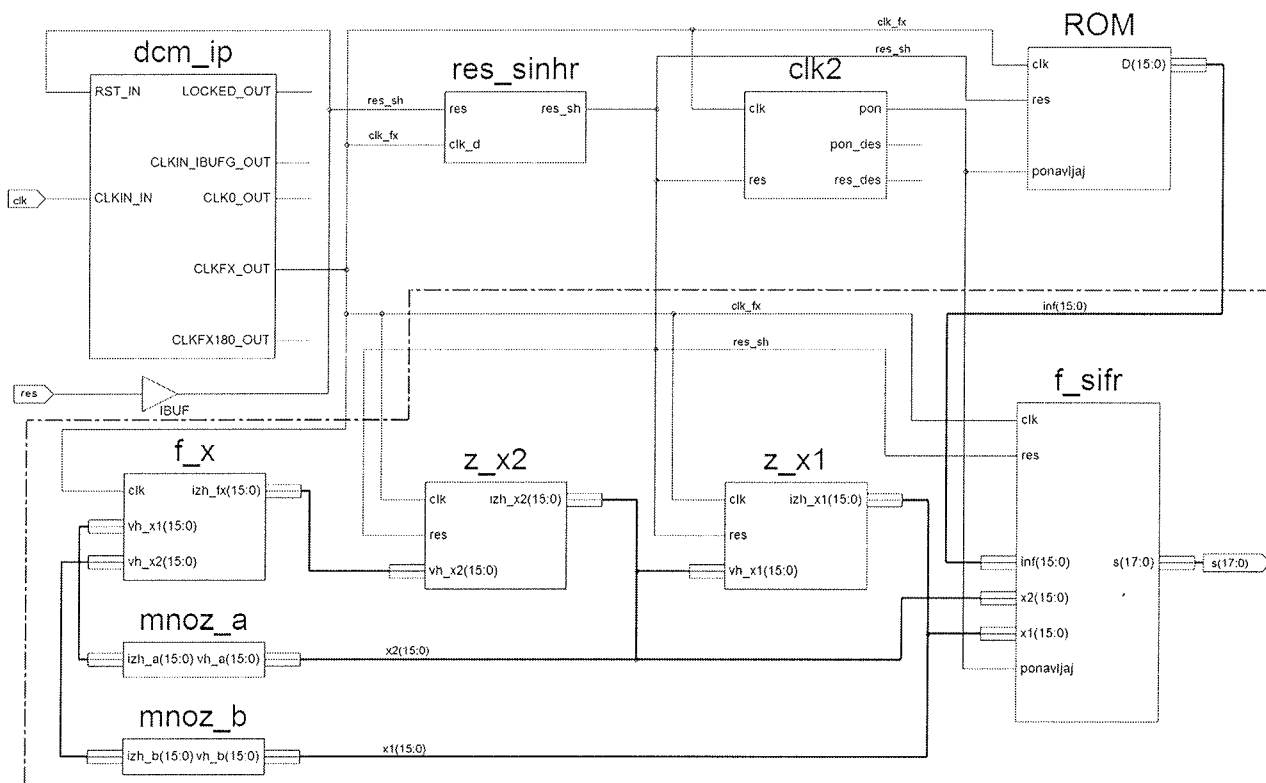 dcm_ip
RST_IN
LOCKED_OUT
CLKIN_IBUFG_OUT
CLKIN_IN
CLK0_OUT
CLKFX_OUT
CLKFX180_OUT
clk
res
IBUF
res_sinhr
res_sh
res
res_sh
clk_fx
clk_d
clk2
clk
pon
pon_des
res
res_des
clk_fx
res_sh
ROM
clk
D(15:0)
res
ponavljaj
clk_fx
inf(15:0)
res_sh
f_x
clk
izh_fx(15:0)
vh_x1(15:0)
vh_x2(15:0)
z_x2
clk
izh_x2(15:0)
res
vh_x2(15:0)
z_x1
clk
izh_x1(15:0)
res
vh_x1(15:0)
f_sifr
clk
res
inf(15:0)
s(17:0)
s(17:0)
x2(15:0)
x1(15:0)
ponavljaj
mnoz_a
izh_a(15:0) vh_a(15:0)
x2(15:0)
mnoz_b
izh_b(15:0) vh_b(15:0)
x1(15:0)